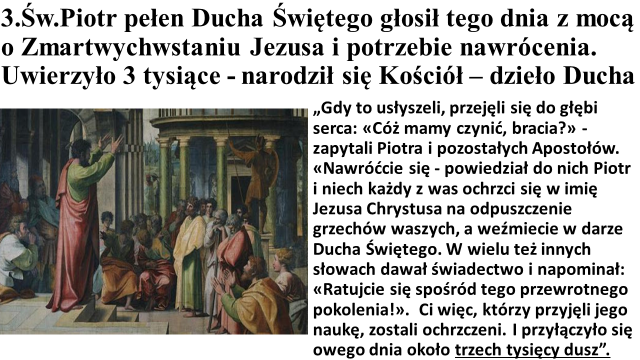 3.Św.Piotr pełen Ducha Świętego głosił tego dnia z mocą
o Zmartwychwstaniu Jezusa i potrzebie nawrócenia.
Uwierzyło 3 tysiące - narodził się Kościół – dzieło Ducha
„Gdy to usłyszeli, przejęli się do głębi
serca: «Cóż mamy czynić, bracia?» -
zapytali Piotra i pozostałych Apostołów.
«Nawróćcie się - powiedział do nich Piotr
i niech każdy z was ochrzci się w imię
Jezusa Chrystusa na odpuszczenie
grzechów waszych, a weźmiecie w darze
Ducha Świętego. W wielu też innych
słowach dawał świadectwo i napominał:
«Ratujcie się spośród tego przewrotnego
pokolenia!».  Ci więc, którzy przyjęli jego
naukę, zostali ochrzczeni. I przyłączyło się
owego dnia około trzech tysięcy dusz”.